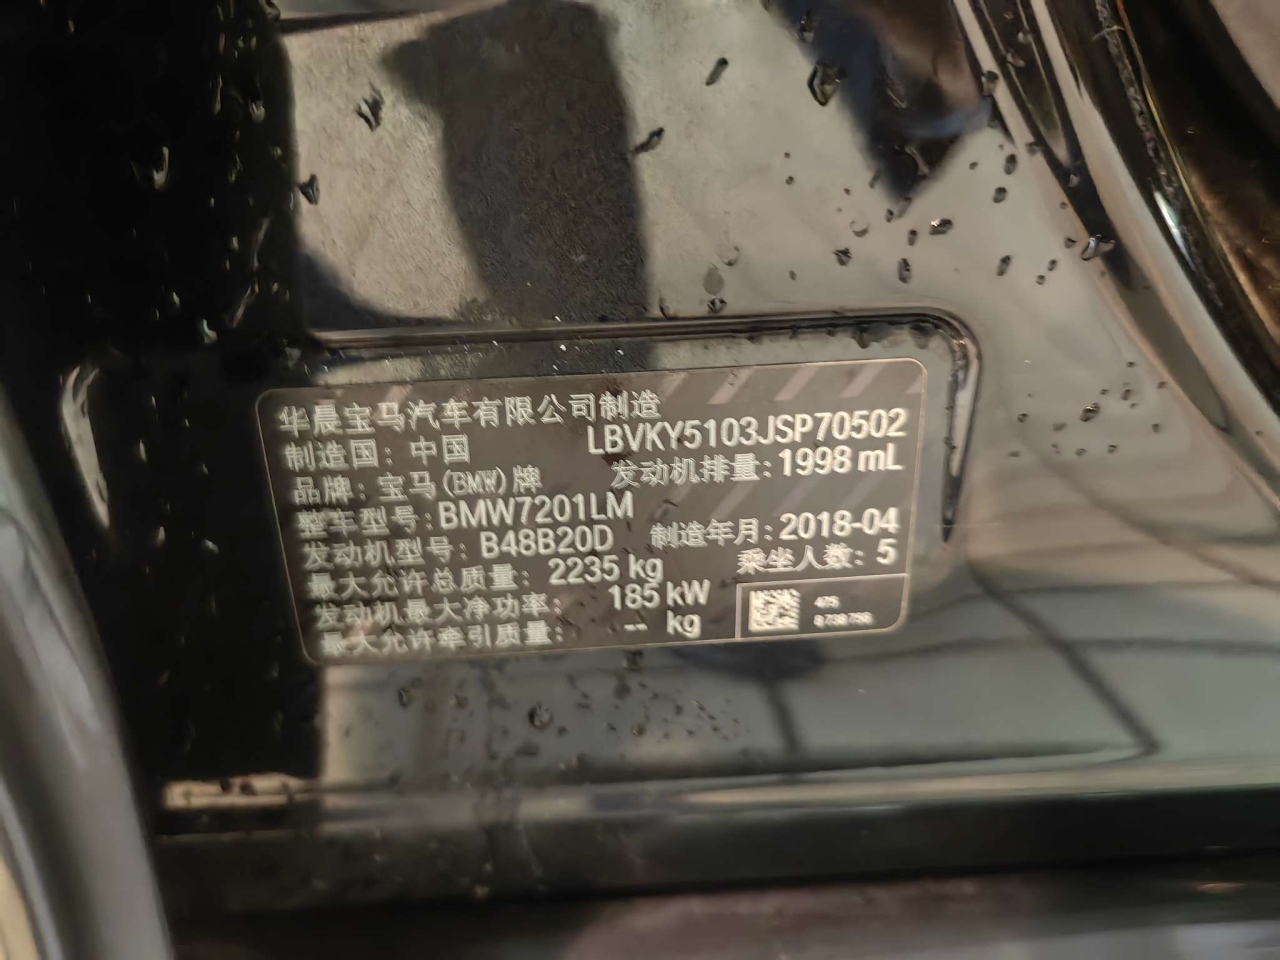 华晨宝马汽车有限公司制造
制造国: 中国 LBVKY5103JSP70502
品牌: 宝马(BMW)牌 发动机排量: 1998 mL
整车型号: BMW7201LM
发动机型号: B48B20D 制造年月: 2018-04
最大允许总质量: 2235 kg 乘坐人数: 5
发动机最大净功率: 185 kW
最大允许牵引质量: -- kg